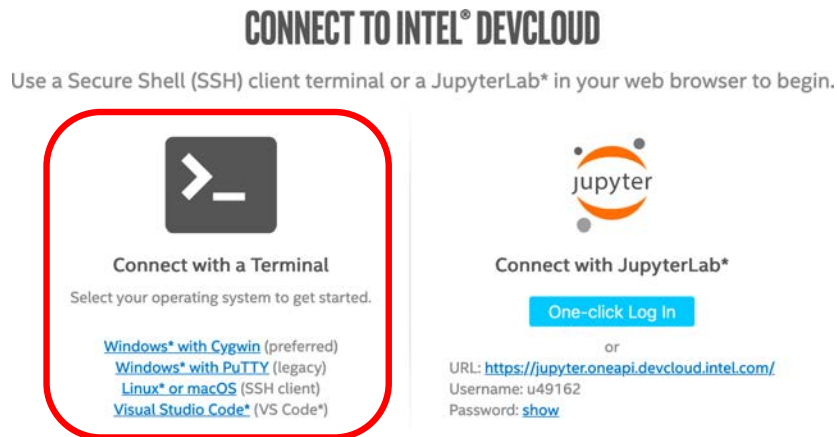 CONNECT TO INTEL® DEVCLOUD
Use a Secure Shell (SSH) client terminal or a JupyterLab* in your web browser to begin.
>_
Connect with a Terminal
Select your operating system to get started.
Windows* with Cygwin (preferred)
Windows* with PuTTY (legacy)
Linux* or macOS (SSH client)
Visual Studio Code* (VS Code*)
jupyter
Connect with JupyterLab*
One-click Log In
or
URL: https://jupyter.oneapi.devcloud.intel.com/
Username: u49162
Password: show